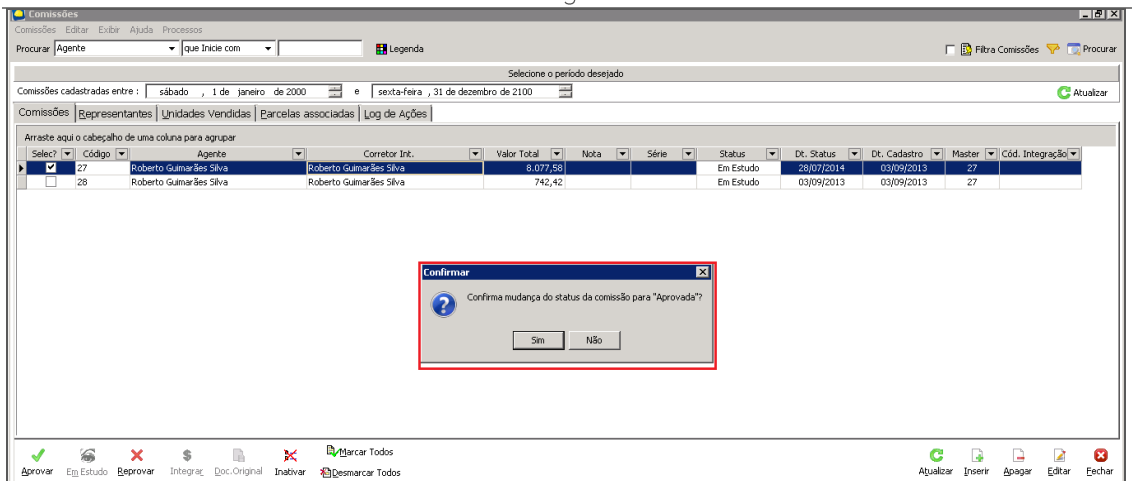 Comissões
Comissões Editar Exibir Ajuda Processos
Procurar Agente que Inicie com Legenda Filtra Comissões Procurar
Selecione o período desejado
Comissões cadastradas entre : sábado , 1 de janeiro de 2000 e sexta-feira , 31 de dezembro de 2100 Atualizar
Comissões Representantes Unidades Vendidas Parcelas associadas Log de Ações
Arraste aqui o cabeçalho de uma coluna para agrupar
Selec? Código Agente Corretor Int. Valor Total Nota Série Status Dt. Status Dt. Cadastro Master Cód. Integração
27 Roberto Guimarães Silva Roberto Guimarães Silva 8.077,58 Em Estudo 28/07/2014 03/09/2013 27
28 Roberto Guimarães Silva Roberto Guimarães Silva 742,42 Em Estudo 03/09/2013 03/09/2013 27
Confirmar
Confirma mudança do status da comissão para "Aprovada"?
Sim Não
Marcar Todos
Aprovar Em Estudo Reprovar Integrar Doc.Original Inativar Desmarcar Todos Atualizar Inserir Apagar Editar Fechar